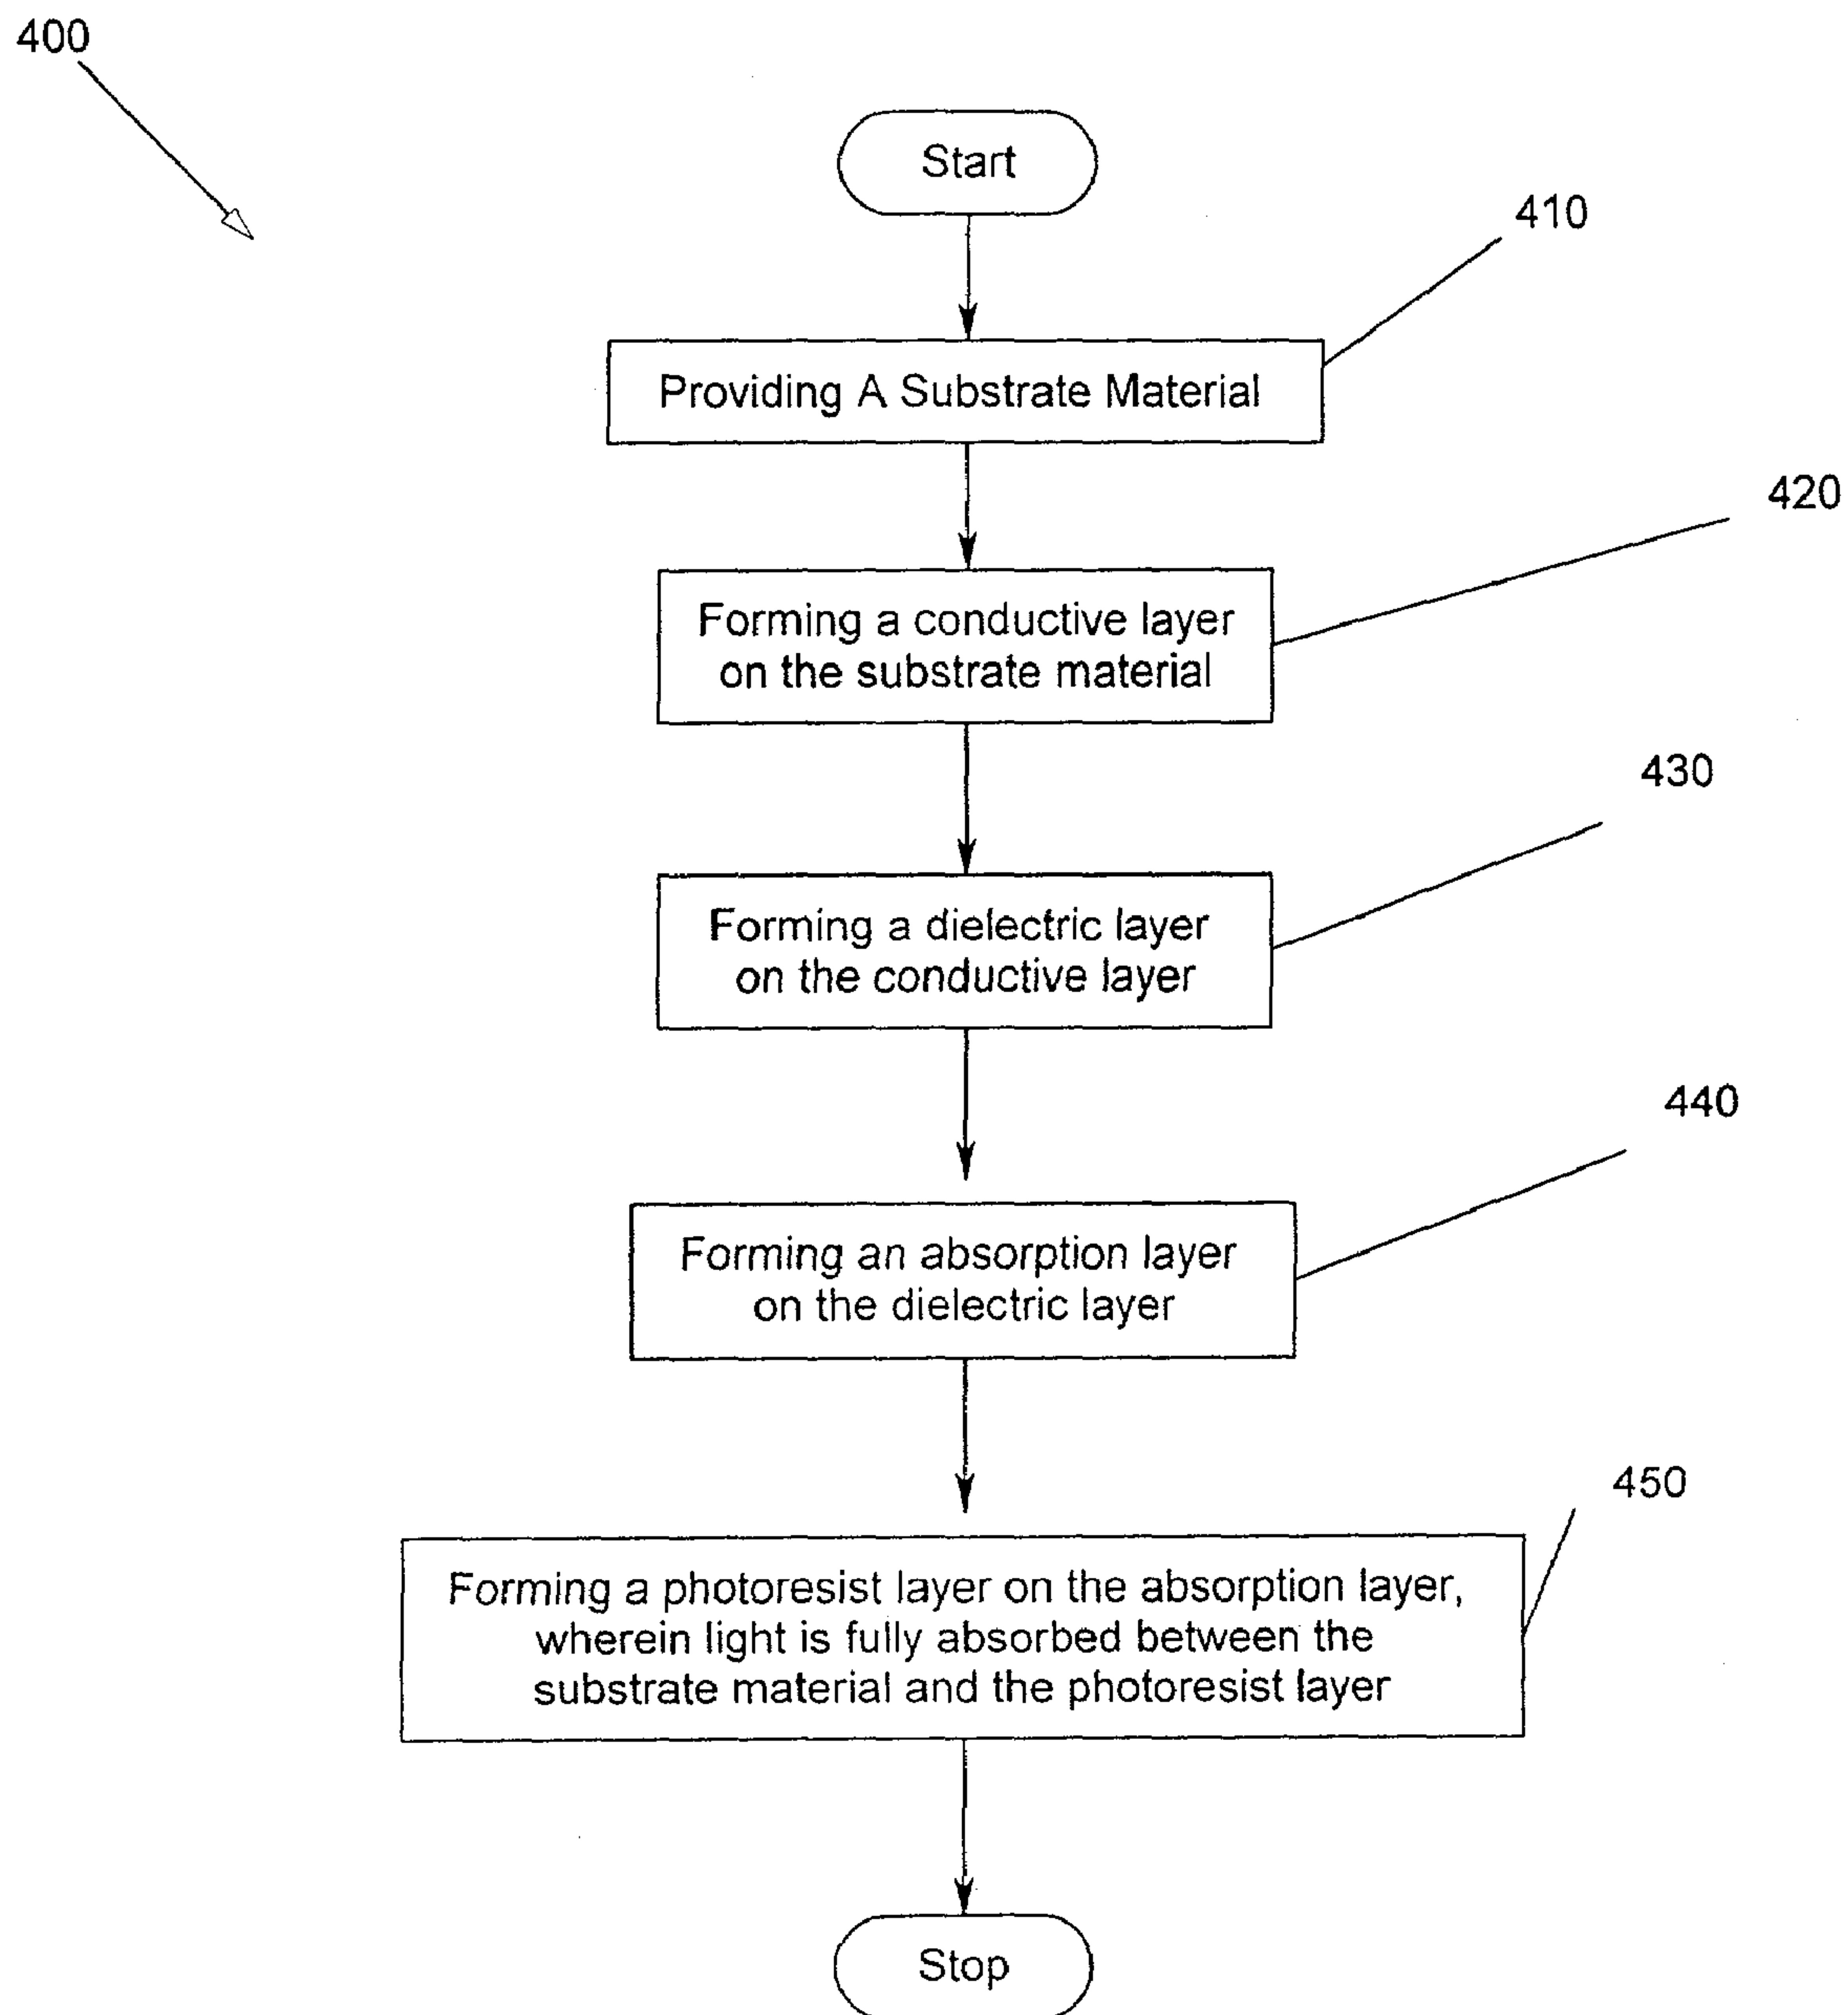 400
Start
410
Providing A Substrate Material
420
Forming a conductive layer
on the substrate material
430
Forming a dielectric layer
on the conductive layer
440
Forming an absorption layer
on the dielectric layer
450
Forming a photoresist layer on the absorption layer,
wherein light is fully absorbed between the
substrate material and the photoresist layer
Stop